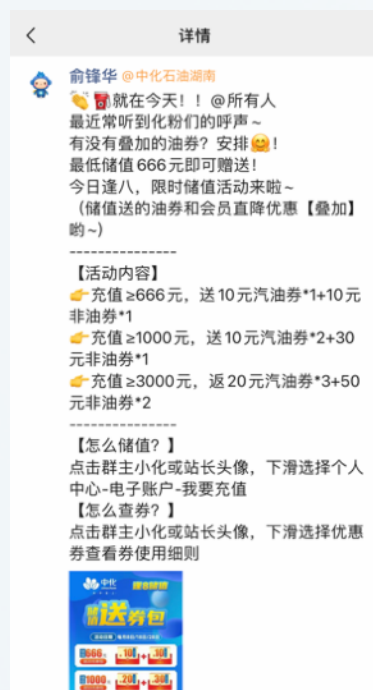 详情
俞锋华@中化石油湖南
就在今天！！@所有人
最近常听到化粉们的呼声~
有没有叠加的油券？安排！
最低储值666元即可赠送！
今日逢八，限时储值活动来啦~
（储值送的油券和会员直降优惠【叠加】
哟~）
---------------
【活动内容】
充值≥666元，送10元汽油券*1+10元
非油券*1
充值≥1000元，送10元汽油券*2+30
元非油券*1
充值≥3000元，返20元汽油券*3+50
元非油券*2
---------------
【怎么储值？】
点击群主小化或站长头像，下滑选择个人
中心-电子账户-我要充值
【怎么查券？】
点击群主小化或站长头像，下滑选择优惠
券查看券使用细则
中化
储值送券包
666
10
+
10
1000
20
+
30